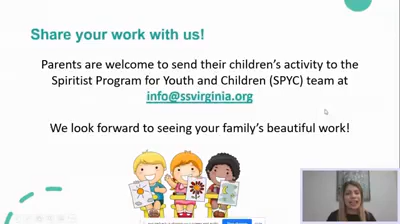 Share your work with us!
Parents are welcome to send their children's activity to the
Spiritist Program for Youth and Children (SPYC) team at
info@ssvirginia.org
We look forward to seeing your family's beautiful work!